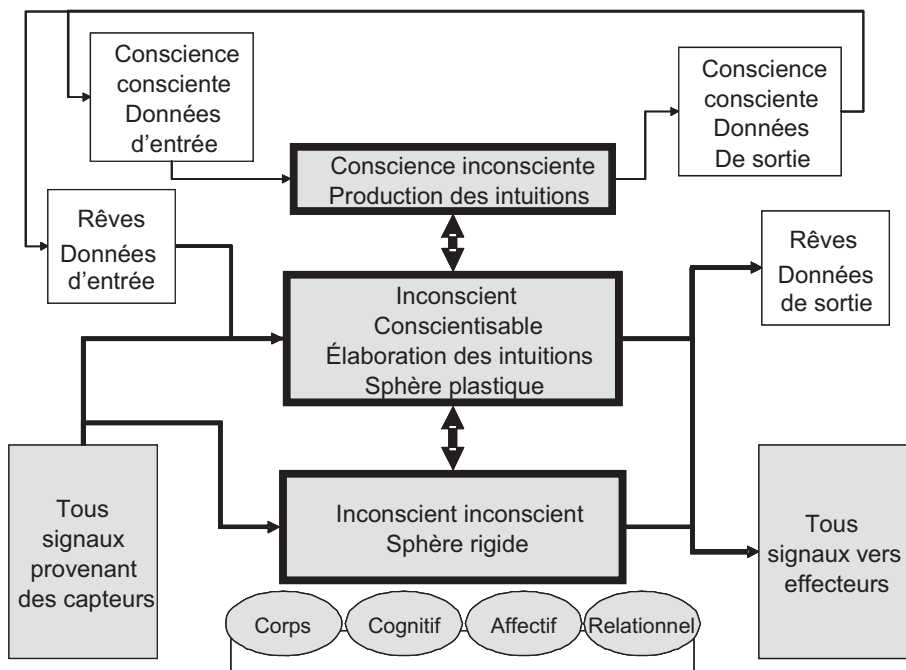 Conscience
consciente
Données
d'entrée
Conscience
consciente
Données
De sortie
Conscience inconsciente
Production des intuitions
Rêves
Données
d'entrée
Rêves
Données
de sortie
Inconscient
Conscientisable
Élaboration des intuitions
Sphère plastique
Tous
signaux
provenant
des capteurs
Inconscient inconscient
Sphère rigide
Tous
signaux vers
effecteurs
Corps
Cognitif
Affectif
Relationnel